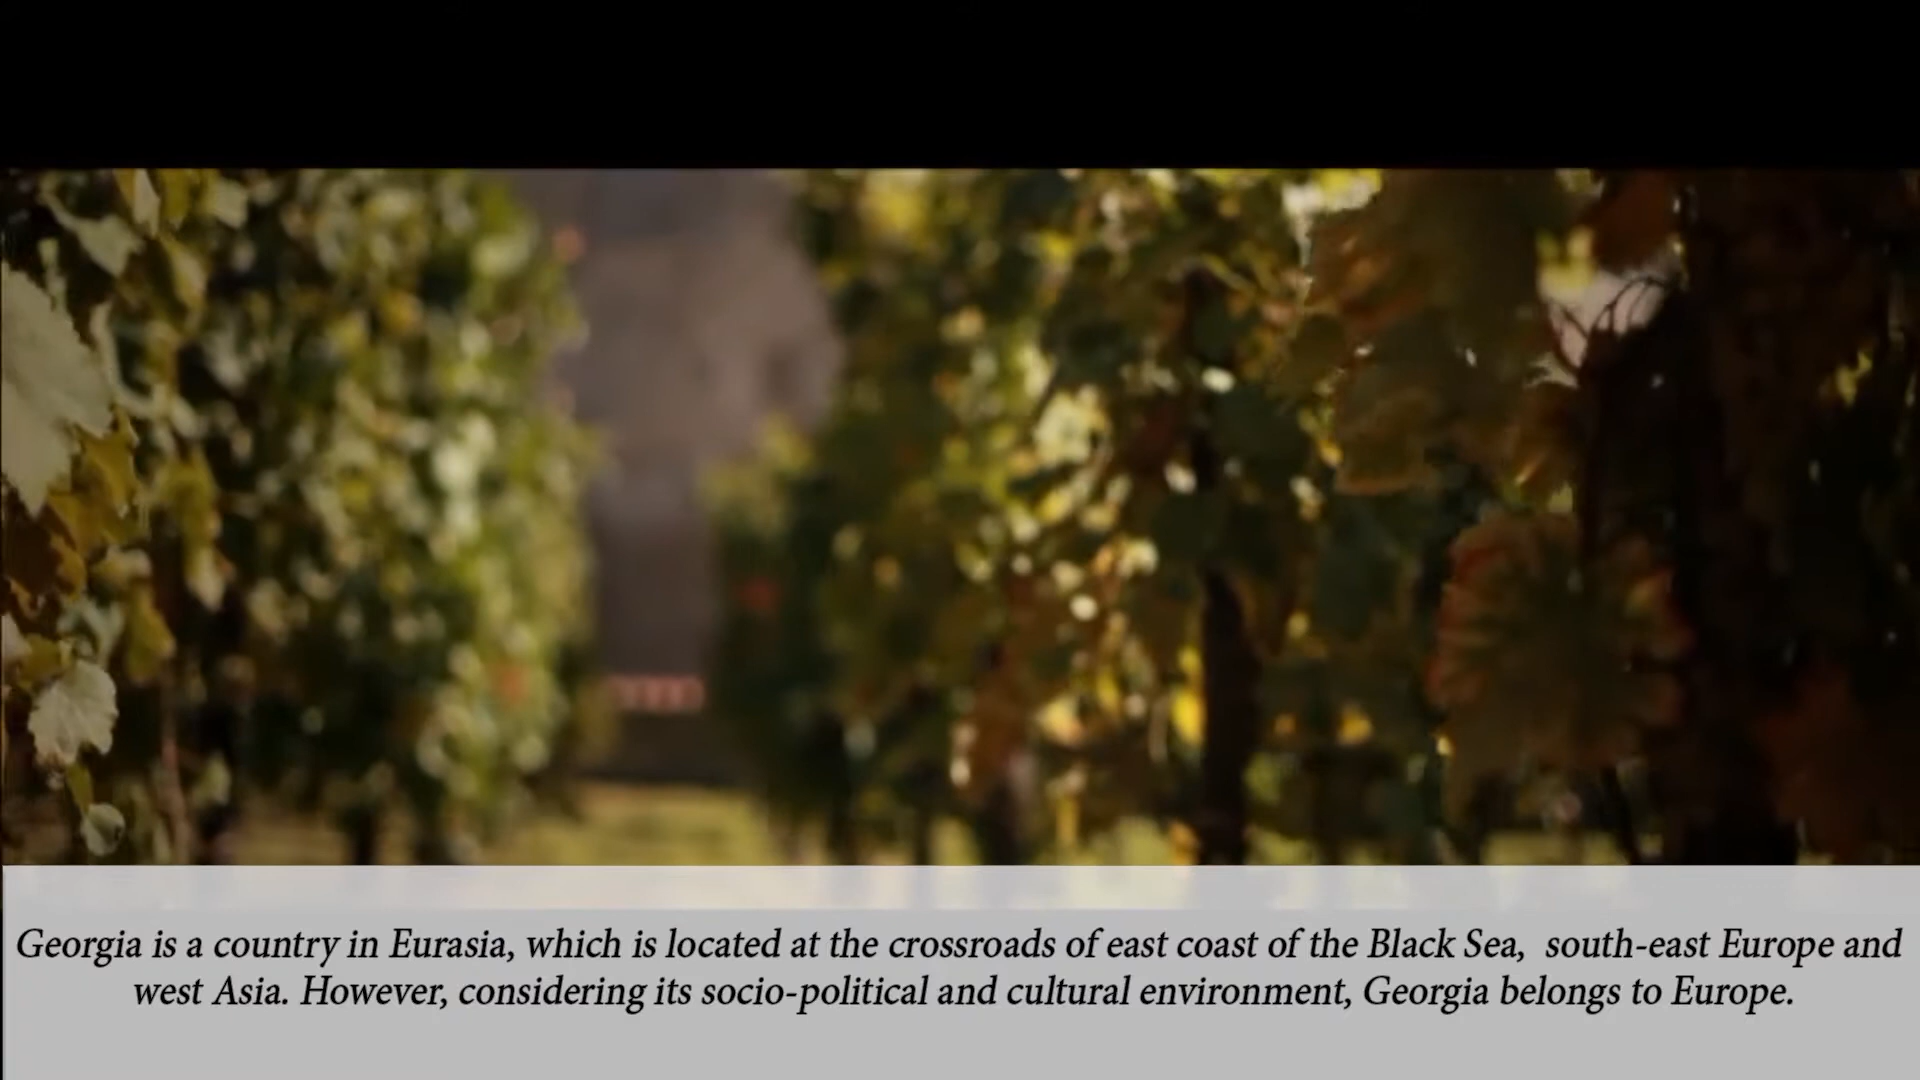 Georgia is a country in Eurasia, which is located at the crossroads of east coast of the Black Sea,  south-east Europe and
west Asia. However, considering its socio-political and cultural environment, Georgia belongs to Europe.